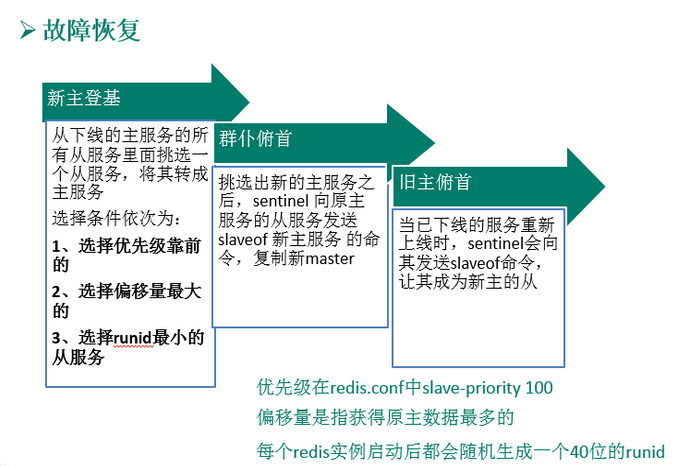 故障恢复
新主登基
从下线的主服务的所
有从服务里面挑选一
个从服务，将其转成
主服务
选择条件依次为：
1、选择优先级靠前
的
2、选择偏移量最大
的
3、选择runid最小的
从服务
群仆俯首
挑选出新的主服务之
后，sentinel 向原主
服务的从服务发送
slaveof 新主服务 的命
令，复制新master
旧主俯首
当已下线的服务重新
上线时，sentinel会向
其发送slaveof命令，
让其成为新主的从
优先级在redis.conf中slave-priority 100
偏移量是指获得原主数据最多的
每个redis实例启动后都会随机生成一个40位的runid